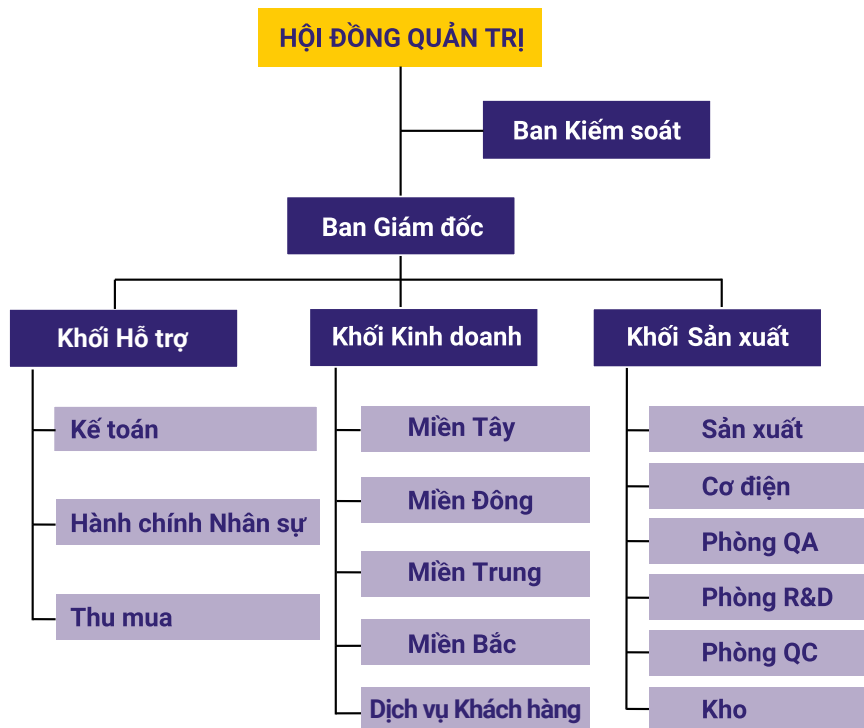 HỘI ĐỒNG QUẢN TRỊ
Ban Kiếm soát
Ban Giám đốc
Khối Hỗ trợ
Kế toán
Hành chính Nhân sự
Thu mua
Khối Kinh doanh
Miền Tây
Miền Đông
Miền Trung
Miền Bắc
Dịch vụ Khách hàng
Khối Sản xuất
Sản xuất
Cơ điện
Phòng QA
Phòng R&D
Phòng QC
Kho